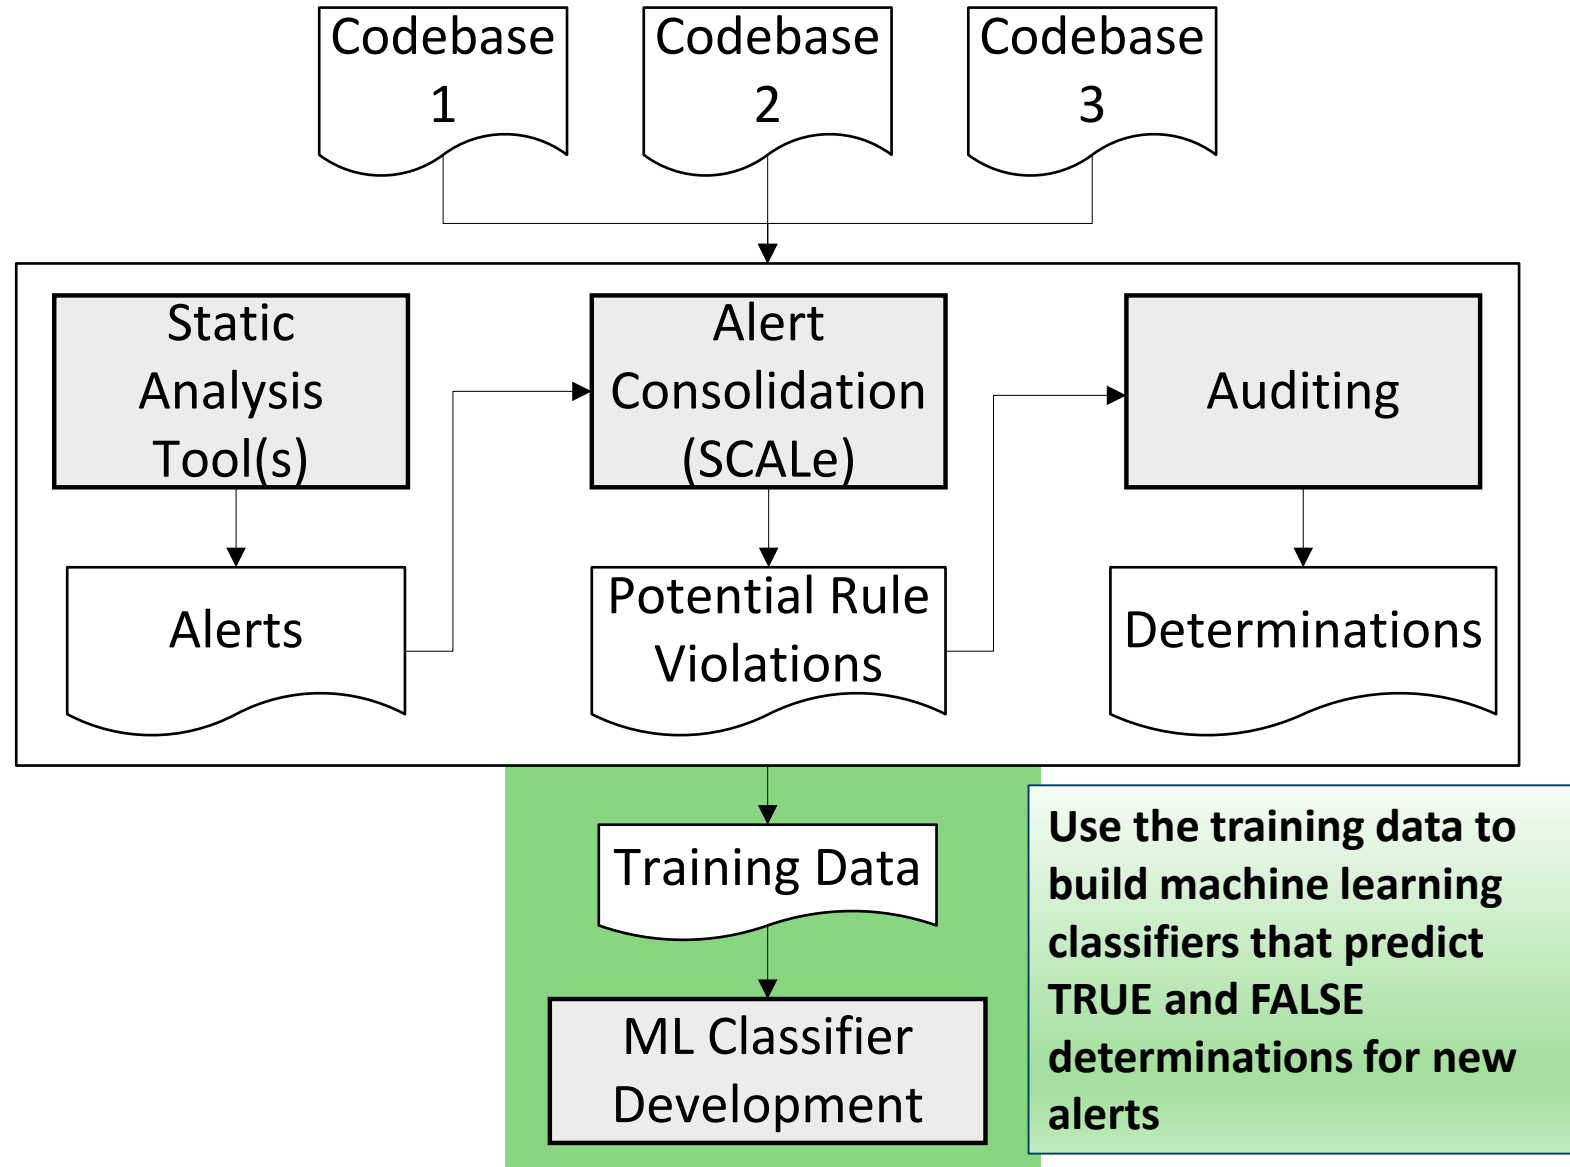 Codebase
1
Codebase
2
Codebase
3
Static
Analysis
Tool(s)
Alert
Consolidation
(SCALe)
Auditing
Alerts
Potential Rule
Violations
Determinations
Training Data
ML Classifier
Development
Use the training data to
build machine learning
classifiers that predict
TRUE and FALSE
determinations for new
alerts